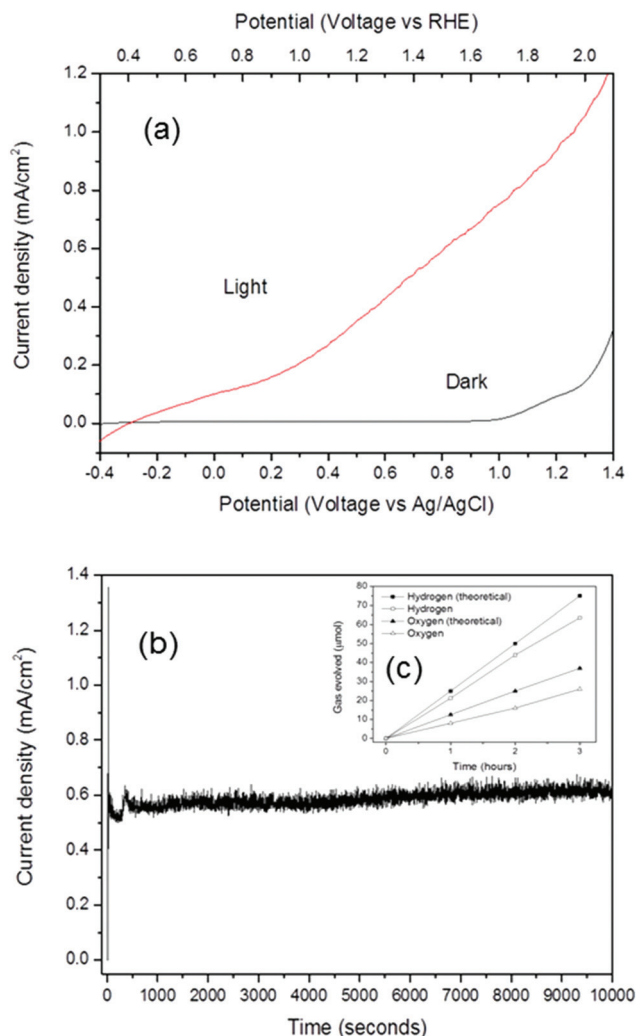 Potential (Voltage vs RHE)
0.4 0.6 0.8 1.0 1.2 1.4 1.6 1.8 2.0
1.2
1.0
0.8
0.6
0.4
0.2
0.0
Current density (mA/cm²)
(a)
Light
Dark
-0.4 -0.2 0.0 0.2 0.4 0.6 0.8 1.0 1.2 1.4
Potential (Voltage vs Ag/AgCl)
1.4
1.2
1.0
0.8
0.6
0.4
0.2
0.0
Current density (mA/cm²)
(b)
80
70
60
50
40
30
20
10
0
Gas evolved (μmol)
Hydrogen (theoretical)
Hydrogen
Oxygen (theoretical)
Oxygen
(c)
0 1 2 3
Time (hours)
0 1000 2000 3000 4000 5000 6000 7000 8000 9000 10000
Time (seconds)